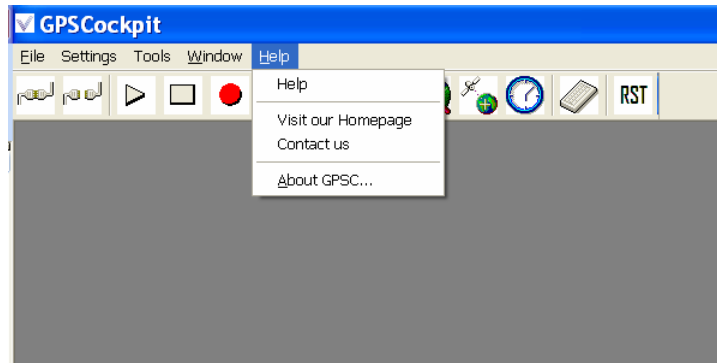 GPSCockpit
File Settings Tools Window Help
RST
Help
Visit our Homepage
Contact us
About GPSC...